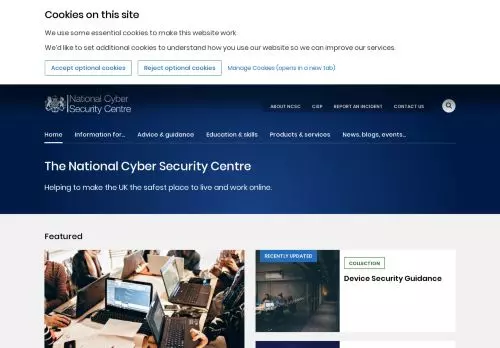 Cookies on this site
We use some essential cookies to make this website work.
We'd like to set additional cookies to understand how you use our website so we can improve our services.
Accept optional cookies
Reject optional cookies
Manage Cookies (opens in a new tab)
National Cyber
Security Centre
ABOUT NCSC
CISP
REPORT AN INCIDENT
CONTACT US
Home
Information for...
Advice & guidance
Education & skills
Products & services
News, blogs, events...
The National Cyber Security Centre
Helping to make the UK the safest place to live and work online.
Featured
RECENTLY UPDATED
COLLECTION
Device Security Guidance